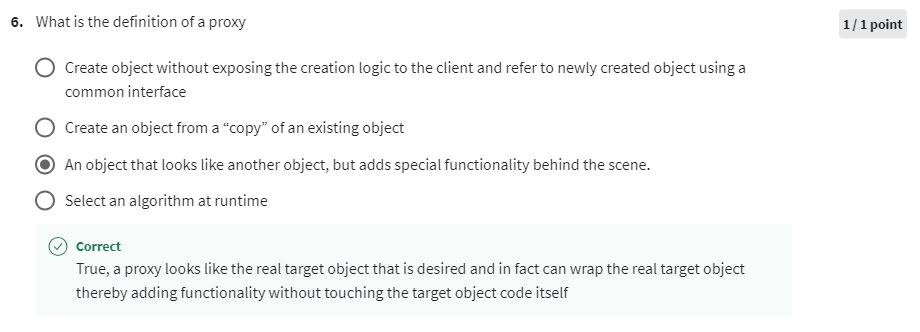 6. What is the definition of a proxy
1 / 1 point
Create object without exposing the creation logic to the client and refer to newly created object using a
common interface
Create an object from a “copy” of an existing object
An object that looks like another object, but adds special functionality behind the scene.
Select an algorithm at runtime
Correct
True, a proxy looks like the real target object that is desired and in fact can wrap the real target object
thereby adding functionality without touching the target object code itself